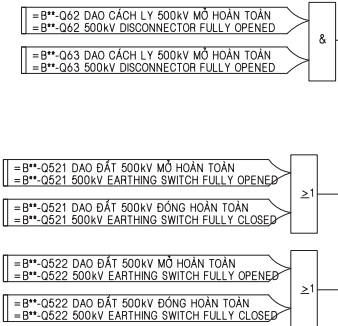 =B**-Q62 DAO CÁCH LY 500kV MỞ HOÀN TOÀN
=B**-Q62 500kV DISCONNECTOR FULLY OPENED
&
=B**-Q63 DAO CÁCH LY 500kV MỞ HOÀN TOÀN
=B**-Q63 500kV DISCONNECTOR FULLY OPENED
=B**-Q521 DAO ĐẤT 500kV MỞ HOÀN TOÀN
=B**-Q521 500kV EARTHING SWITCH FULLY OPENED
≥1
=B**-Q521 DAO ĐẤT 500kV ĐÓNG HOÀN TOÀN
=B**-Q521 500kV EARTHING SWITCH FULLY CLOSED
=B**-Q522 DAO ĐẤT 500kV MỞ HOÀN TOÀN
=B**-Q522 500kV EARTHING SWITCH FULLY OPENED
≥1
=B**-Q522 DAO ĐẤT 500kV ĐÓNG HOÀN TOÀN
=B**-Q522 500kV EARTHING SWITCH FULLY CLOSED